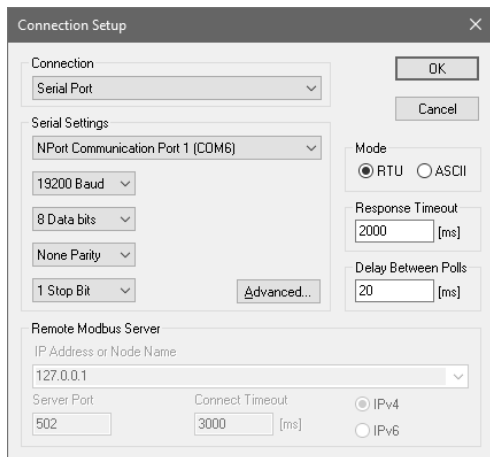 Connection Setup
Connection
OK
Serial Port
Cancel
Serial Settings
NPort Communication Port 1 (COM6)
Mode
RTU ASCII
19200 Baud
8 Data bits
Response Timeout
2000 [ms]
None Parity
Delay Between Polls
1 Stop Bit
Advanced...
20 [ms]
Remote Modbus Server
IP Address or Node Name
127.0.0.1
Server Port Connect Timeout
IPv4
502 3000 [ms]
IPv6